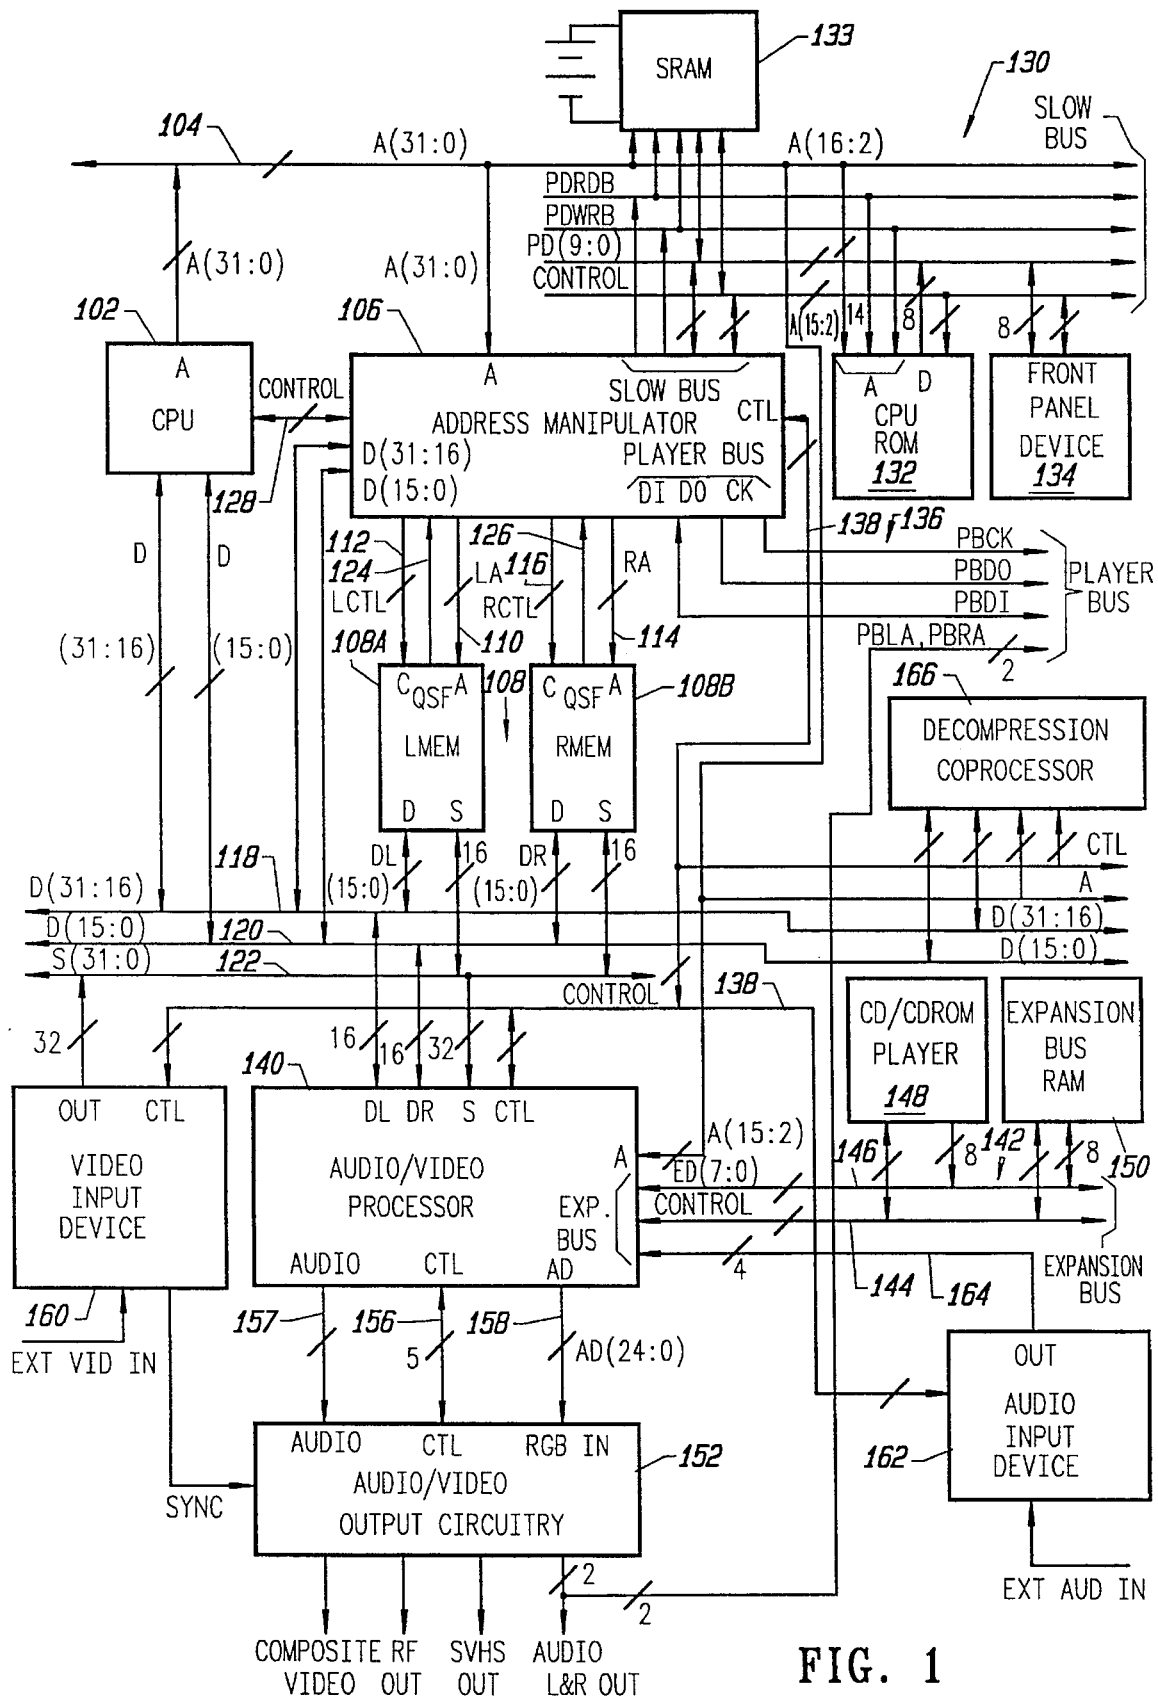 133
SRAM
130
SLOW
BUS
104
A(31:0)
A(16:2)
PDRDB
PDWRB
PD(9:0)
CONTROL
A(31:0)
A(31:0)
102
106
A(15:2)
14
8
8
A
CPU
CONTROL
128
A
SLOW BUS
CTL
ADDRESS MANIPULATOR
D(31:16)
D(15:0)
PLAYER BUS
DI DO CK
A D
CPU
ROM
132
FRONT
PANEL
DEVICE
134
138
136
D
D
112
124
LCTL
LA
126
116
RCTL
RA
PBCK
PBDO
PBDI
PBLA,PBRA
2
PLAYER
BUS
(31:16)
(15:0)
108A
110
114
108
108B
C QSF A
LMEM
D S
C QSF A
RMEM
D S
166
DECOMPRESSION
COPROCESSOR
118
DL
(15:0)
16
DR
(15:0)
16
CTL
A
D(31:16)
D(15:0)
D(31:16)
D(15:0)
120
S(31:0)
122
CONTROL
138
32
16
16
32
140
CD/CDROM
PLAYER
148
EXPANSION
BUS
RAM
OUT CTL
VIDEO
INPUT
DEVICE
DL DR S CTL
A
AUDIO/VIDEO
PROCESSOR
EXP.
BUS
AUDIO CTL AD
A(15:2)
ED(7:0)
146
8
142
8
150
CONTROL
4
144
164
EXPANSION
BUS
160
EXT VID IN
157
156
158
5
AD(24:0)
OUT
AUDIO
INPUT
DEVICE
162
AUDIO CTL RGB IN
AUDIO/VIDEO
OUTPUT CIRCUITRY
152
SYNC
2
2
EXT AUD IN
COMPOSITE
VIDEO
RF
OUT
SVHS
OUT
AUDIO
L&R OUT
FIG. 1